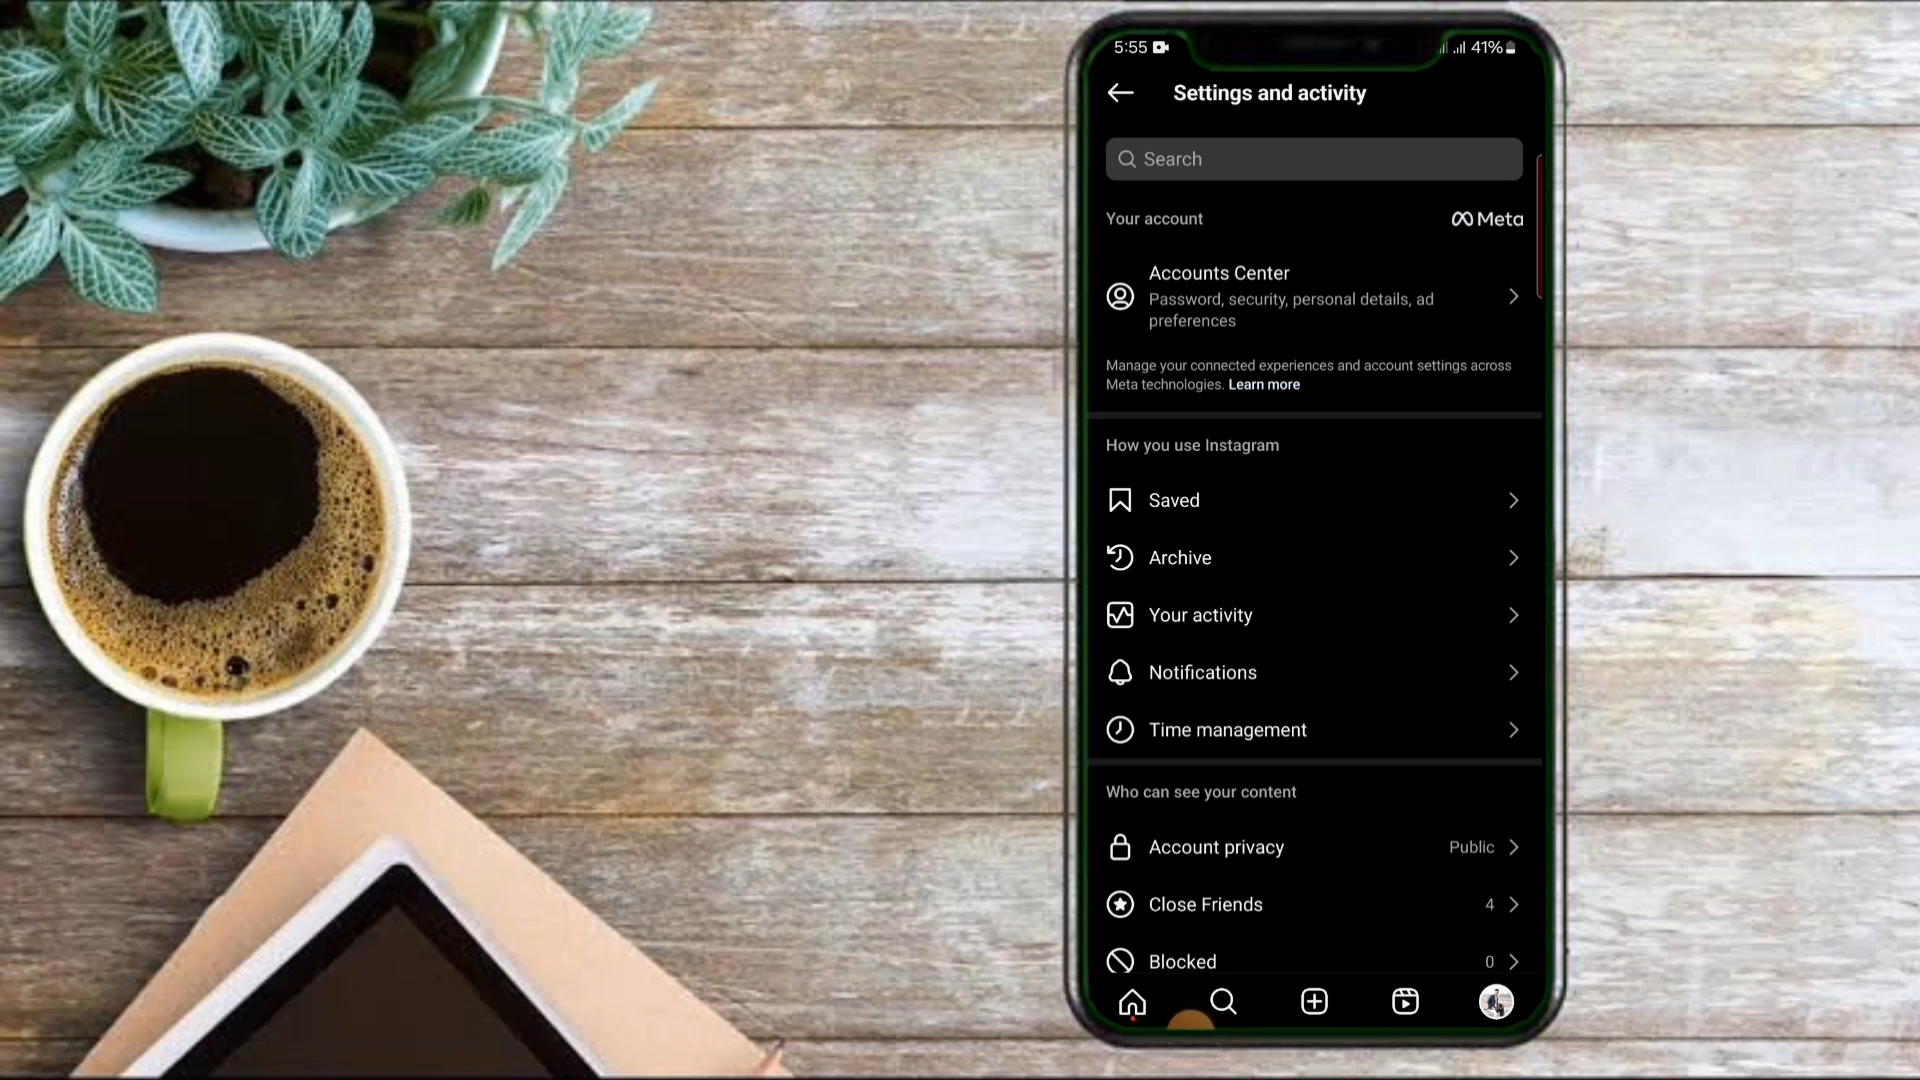 5:55 41%
Settings and activity
Search
Your account Meta
Accounts Center
Password, security, personal details, ad
preferences
Manage your connected experiences and account settings across
Meta technologies. Learn more
How you use Instagram
Saved
Archive
Your activity
Notifications
Time management
Who can see your content
Account privacy Public
Close Friends 4
Blocked 0